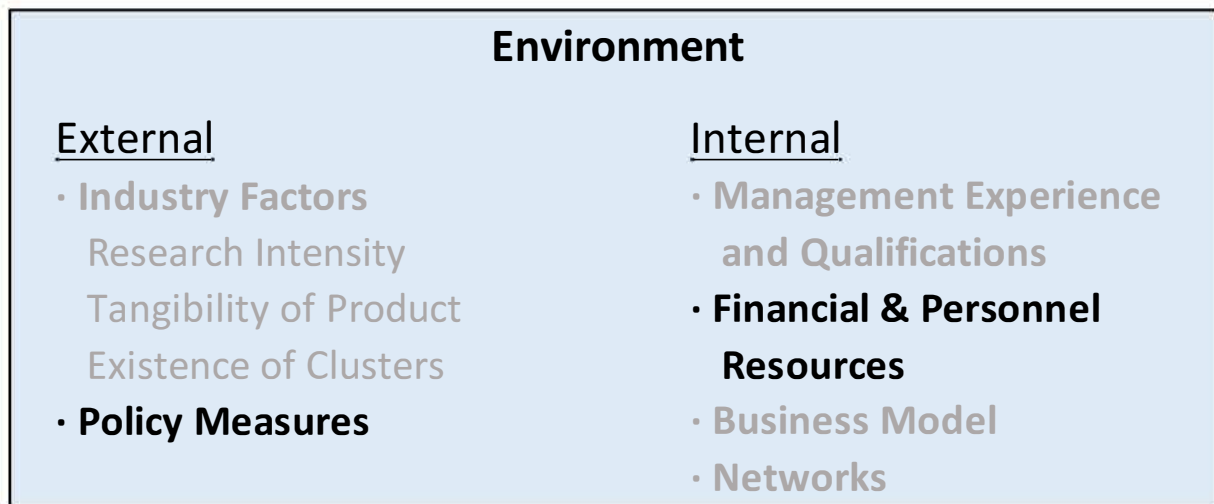 Environment
External
· Industry Factors
Research Intensity
Tangibility of Product
Existence of Clusters
· Policy Measures
Internal
· Management Experience
and Qualifications
· Financial & Personnel
Resources
· Business Model
· Networks